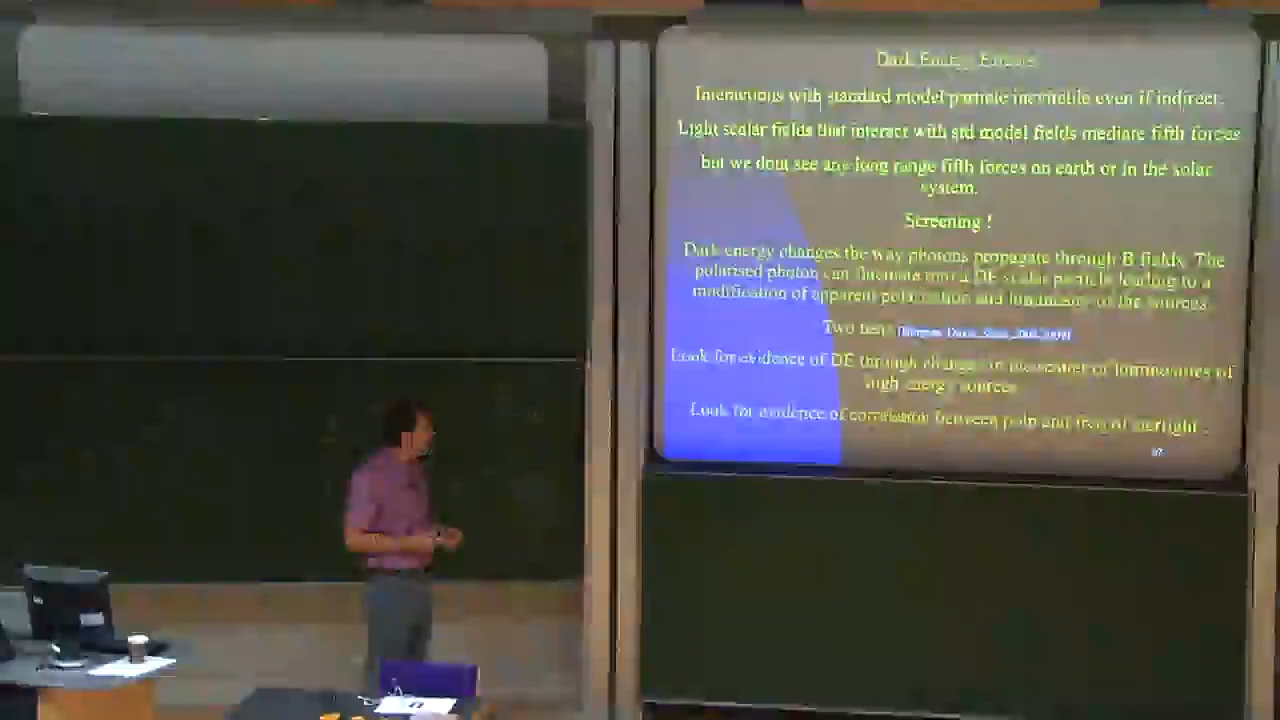 Dark Energy Effects
Interactions with standard model particle inevitable even if indirect.
Light scalar fields that interact with std model fields mediate fifth forces
but we dont see any long range fifth forces on earth or in the solar
system.
Screening !
Dark energy changes the way photons propagate through B fields. The
polarised photon can fluctuate into a DE scalar particle leading to a
modification of apparent polarization and luminosity of the sources.
Two tests
Look for evidence of DE through changes in the scatter of luminosities of
high energy sources
Look for evidence of correlation between poln and freq of starlight .